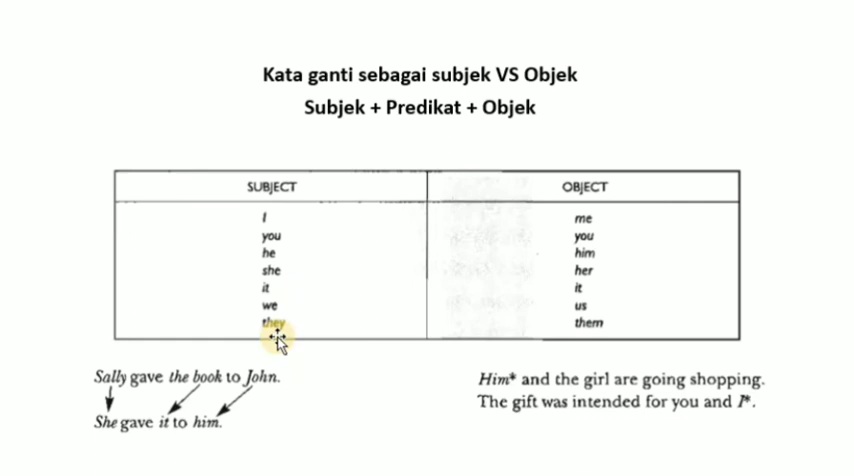 Kata ganti sebagai subjek VS Objek
Subjek + Predikat + Objek
SUBJECT OBJECT
I me
you you
he him
she her
it it
we us
they them
Sally gave the book to John.
She gave it to him.
Him* and the girl are going shopping.
The gift was intended for you and I*.